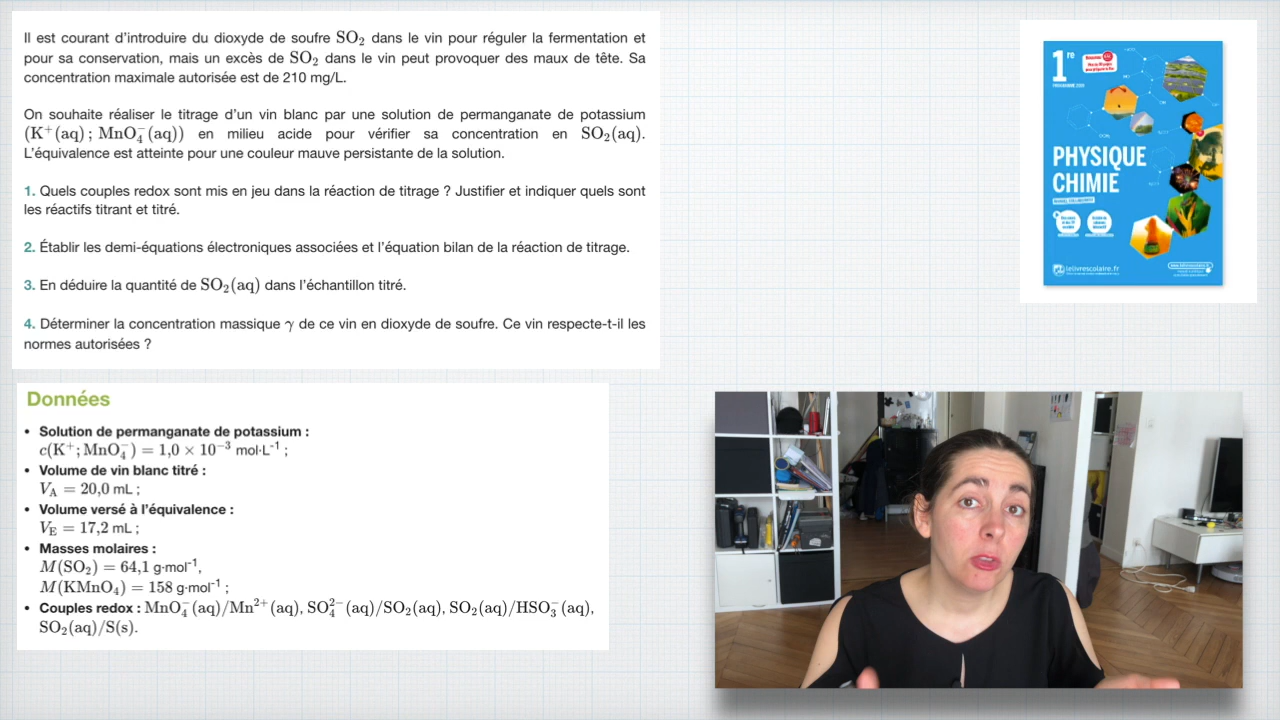 Il est courant d'introduire du dioxyde de soufre SO₂ dans le vin pour réguler la fermentation et
pour sa conservation, mais un excès de SO₂ dans le vin peut provoquer des maux de tête. Sa
concentration maximale autorisée est de 210 mg/L.
On souhaite réaliser le titrage d'un vin blanc par une solution de permanganate de potassium
(K⁺(aq) ; MnO₄⁻(aq)) en milieu acide pour vérifier sa concentration en SO₂(aq).
L'équivalence est atteinte pour une couleur mauve persistante de la solution.
1. Quels couples redox sont mis en jeu dans la réaction de titrage ? Justifier et indiquer quels sont
les réactifs titrant et titré.
2. Établir les demi-équations électroniques associées et l'équation bilan de la réaction de titrage.
3. En déduire la quantité de SO₂(aq) dans l'échantillon titré.
4. Déterminer la concentration massique γ de ce vin en dioxyde de soufre. Ce vin respecte-t-il les
normes autorisées ?
Données
• Solution de permanganate de potassium :
c(K⁺; MnO₄⁻) = 1,0 × 10⁻³ mol·L⁻¹ ;
• Volume de vin blanc titré :
V_A = 20,0 mL ;
• Volume versé à l'équivalence :
V_E = 17,2 mL ;
• Masses molaires :
M(SO₂) = 64,1 g·mol⁻¹,
M(KMnO₄) = 158 g·mol⁻¹ ;
• Couples redox : MnO₄⁻(aq)/Mn²⁺(aq), SO₄²⁻(aq)/SO₂(aq), SO₂(aq)/HSO₃⁻(aq),
SO₂(aq)/S(s).
1re
PHYSIQUE
CHIMIE
lelivrescolaire.fr